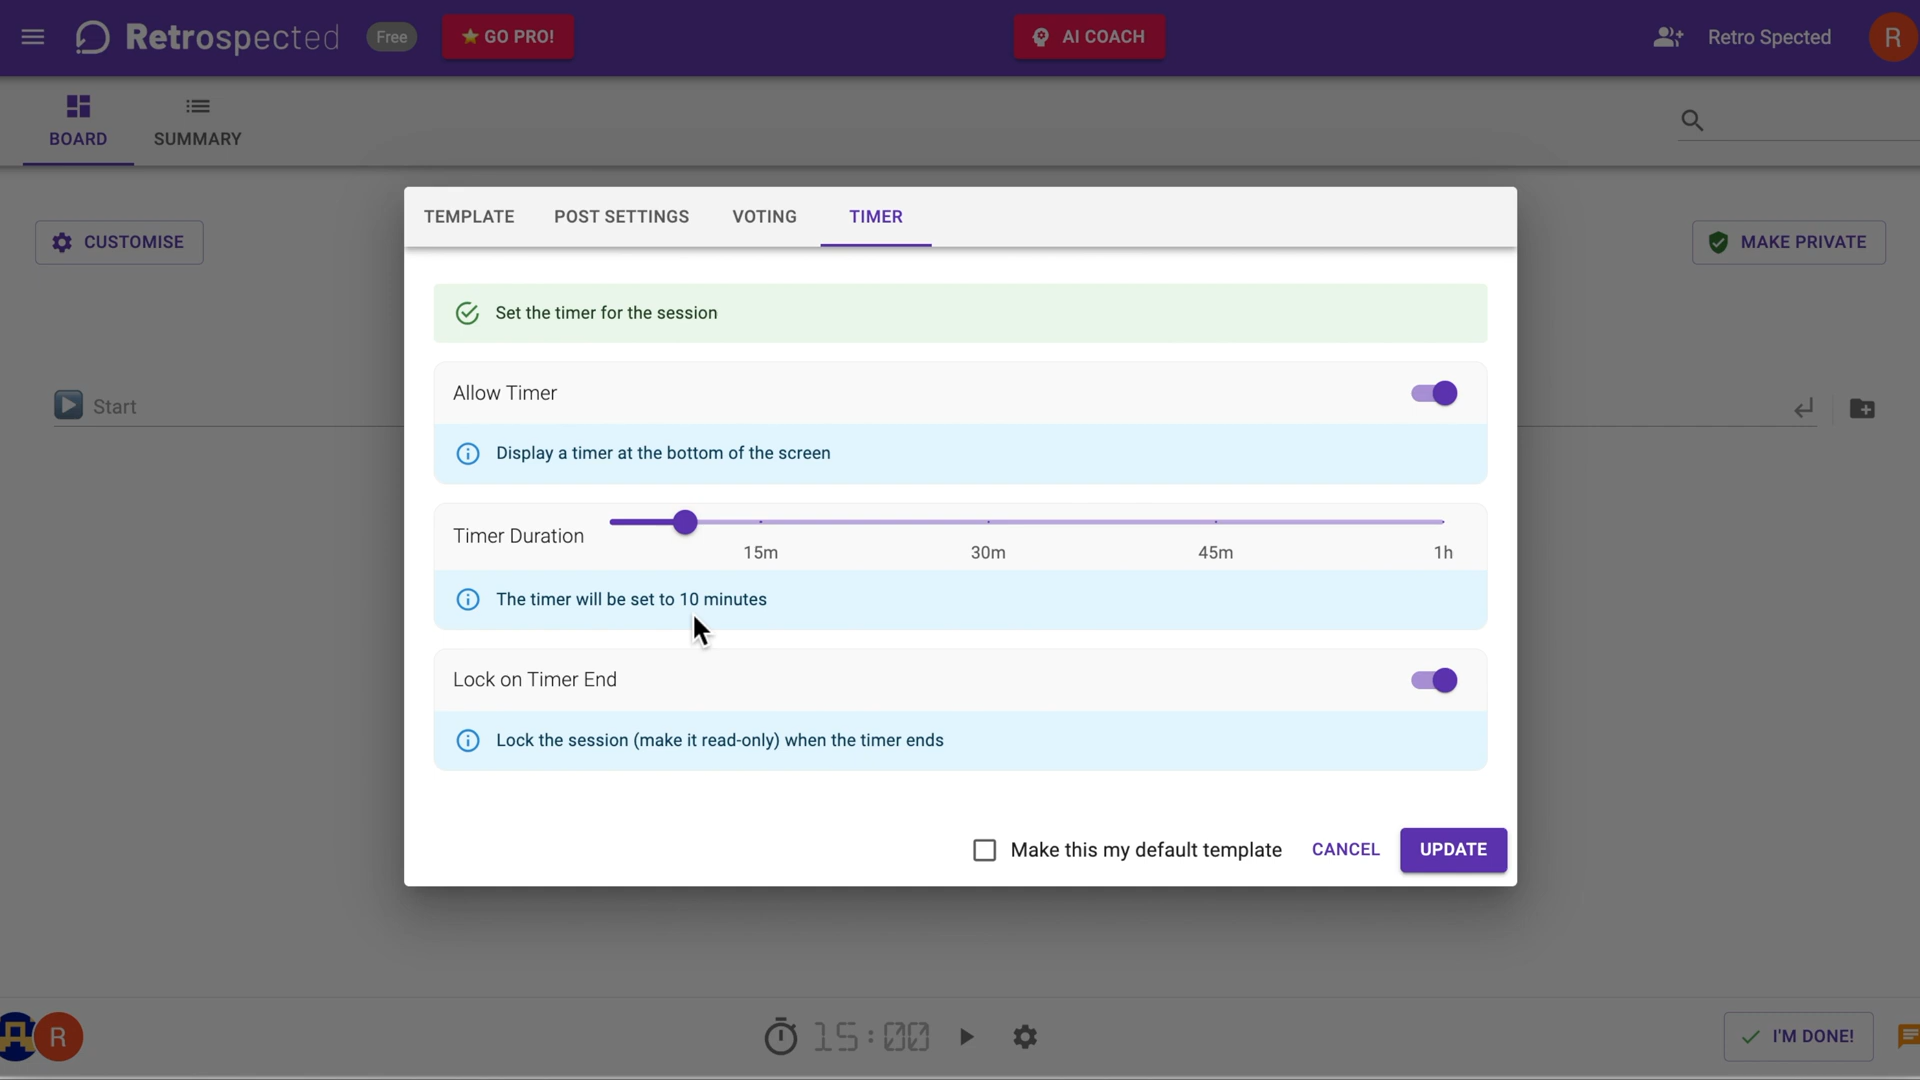 Retrospected Free GO PRO! AI COACH Retro Spected R
BOARD SUMMARY
TEMPLATE POST SETTINGS VOTING TIMER
CUSTOMISE MAKE PRIVATE
Set the timer for the session
Allow Timer
Start
Display a timer at the bottom of the screen
Timer Duration
15m 30m 45m 1h
The timer will be set to 10 minutes
Lock on Timer End
Lock the session (make it read-only) when the timer ends
Make this my default template CANCEL UPDATE
R 15:00 I'M DONE!